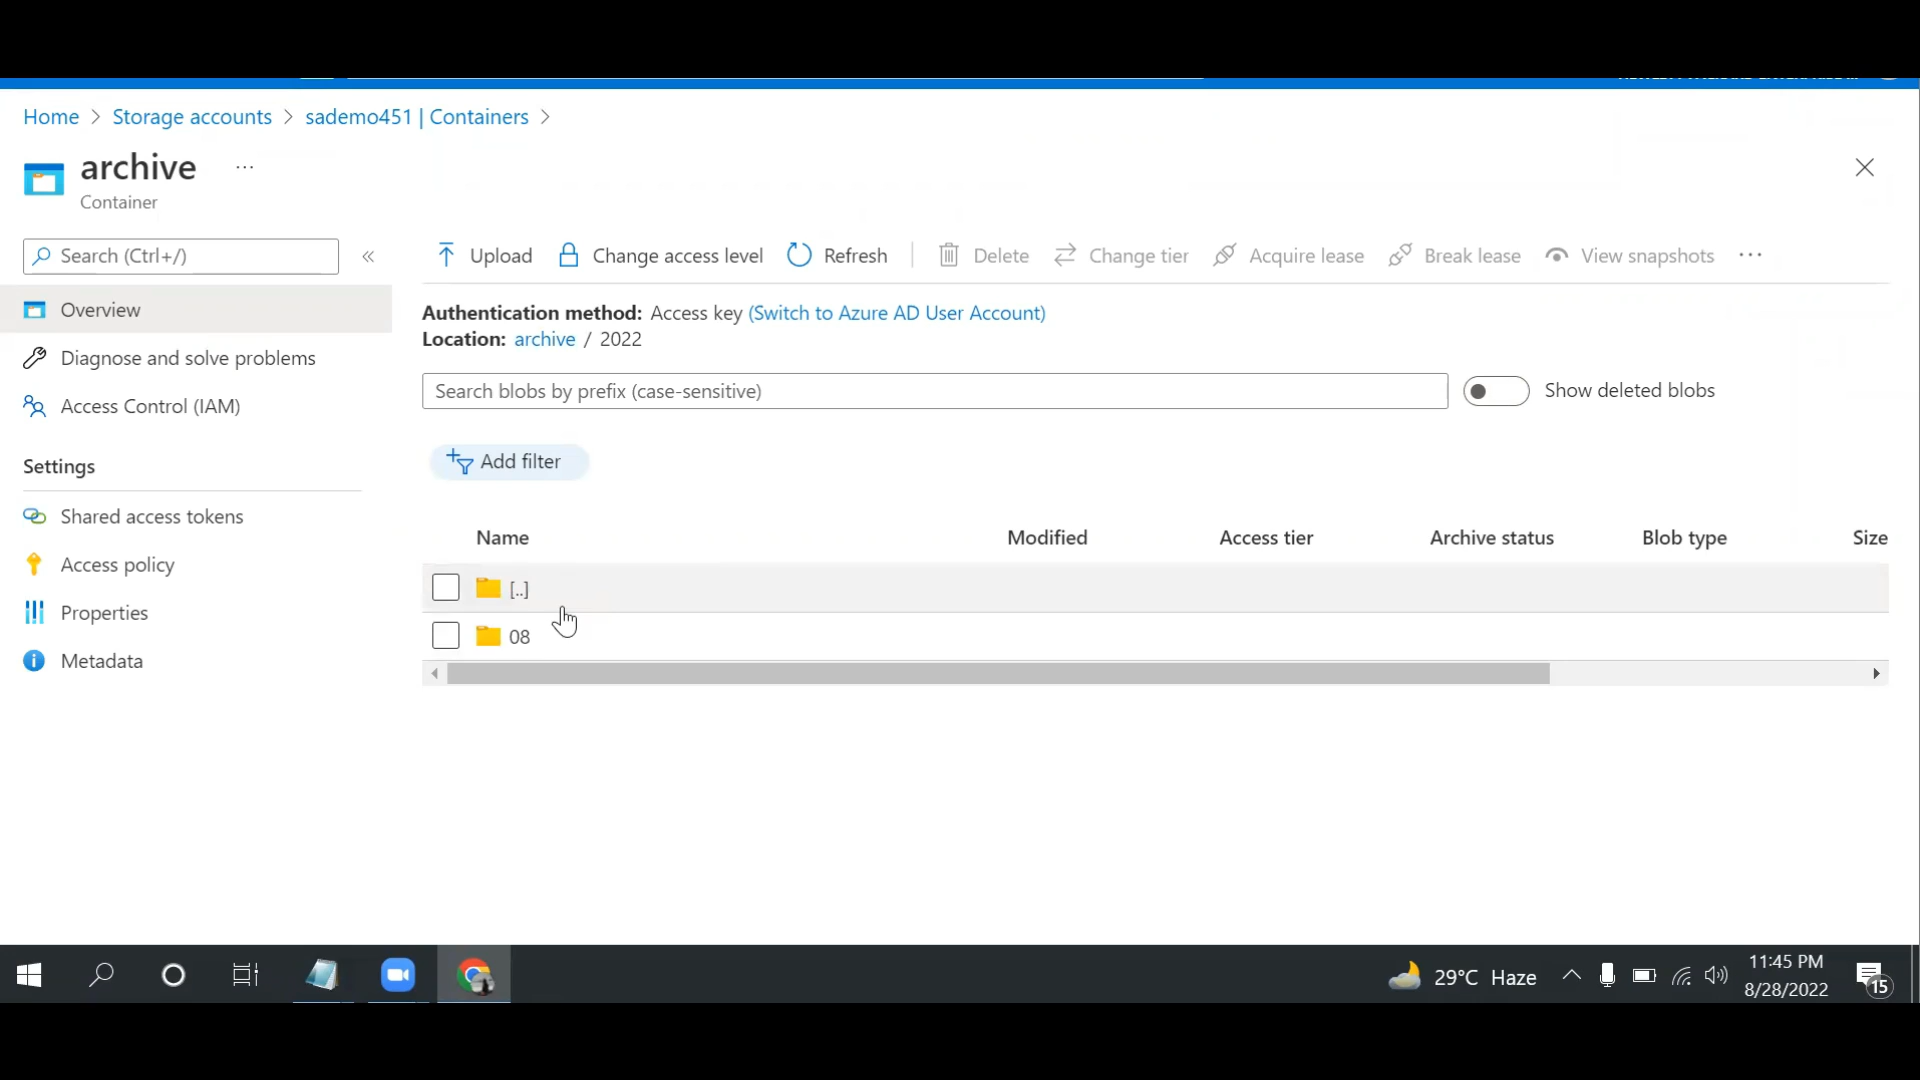 Home > Storage accounts > sademo451 | Containers >
archive ...
Container
Search (Ctrl+/) «
Upload Change access level Refresh Delete Change tier Acquire lease Break lease View snapshots ...
Overview
Diagnose and solve problems
Access Control (IAM)
Settings
Shared access tokens
Access policy
Properties
Metadata
Authentication method: Access key (Switch to Azure AD User Account)
Location: archive / 2022
Search blobs by prefix (case-sensitive) Show deleted blobs
Add filter
Name Modified Access tier Archive status Blob type Size
[..]
08
29°C Haze
11:45 PM
8/28/2022
15